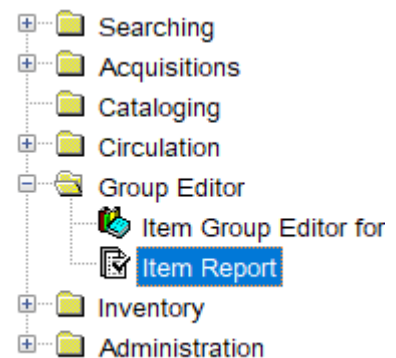 Searching
Acquisitions
Cataloging
Circulation
Group Editor
Item Group Editor for
Item Report
Inventory
Administration